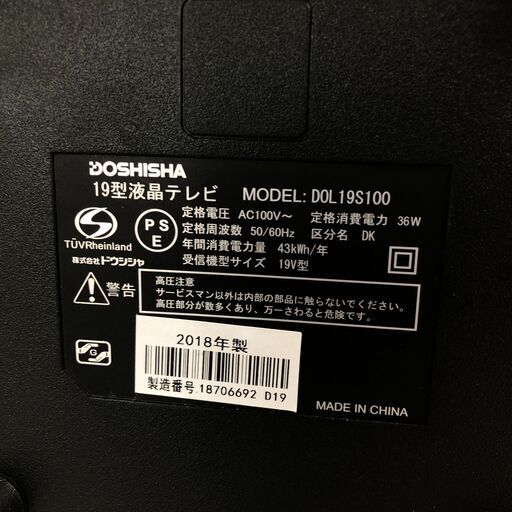 DOSHISHA
19型液晶テレビ MODEL: DOL19S100
TÜVRheinland
PS
E
定格電圧 AC100V～ 定格消費電力 36W
定格周波数 50/60Hz 区分名 DK
年間消費電力量 43kWh/年
受信機型サイズ 19V型
株式会社ドウシシャ
警告
高圧注意
サービスマン以外は内部の部品に触らないでください。
高圧部分が数多くあり、万一さわると危険です。
G
2018年製
製造番号 18706692 D19
MADE IN CHINA